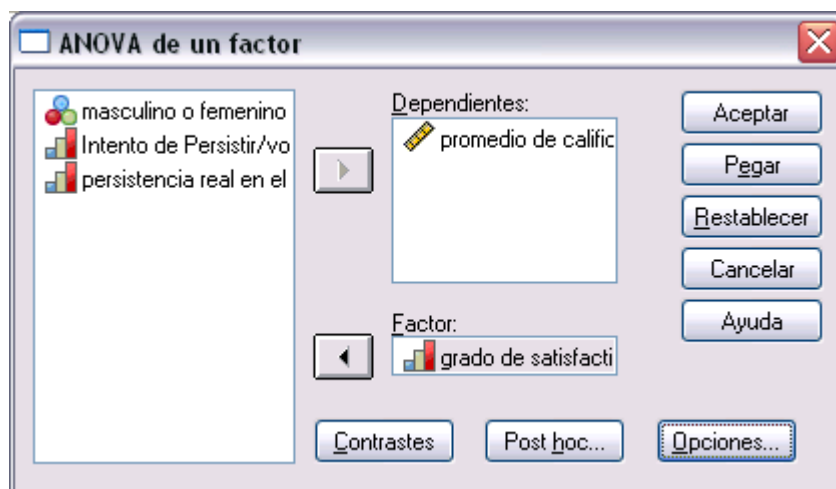 ANOVA de un factor
masculino o femenino
Intento de Persistir/vo
persistencia real en el
Dependientes:
promedio de calific
Factor:
grado de satisfacti
Aceptar
Pegar
Restablecer
Cancelar
Ayuda
Contrastes
Post hoc...
Opciones...